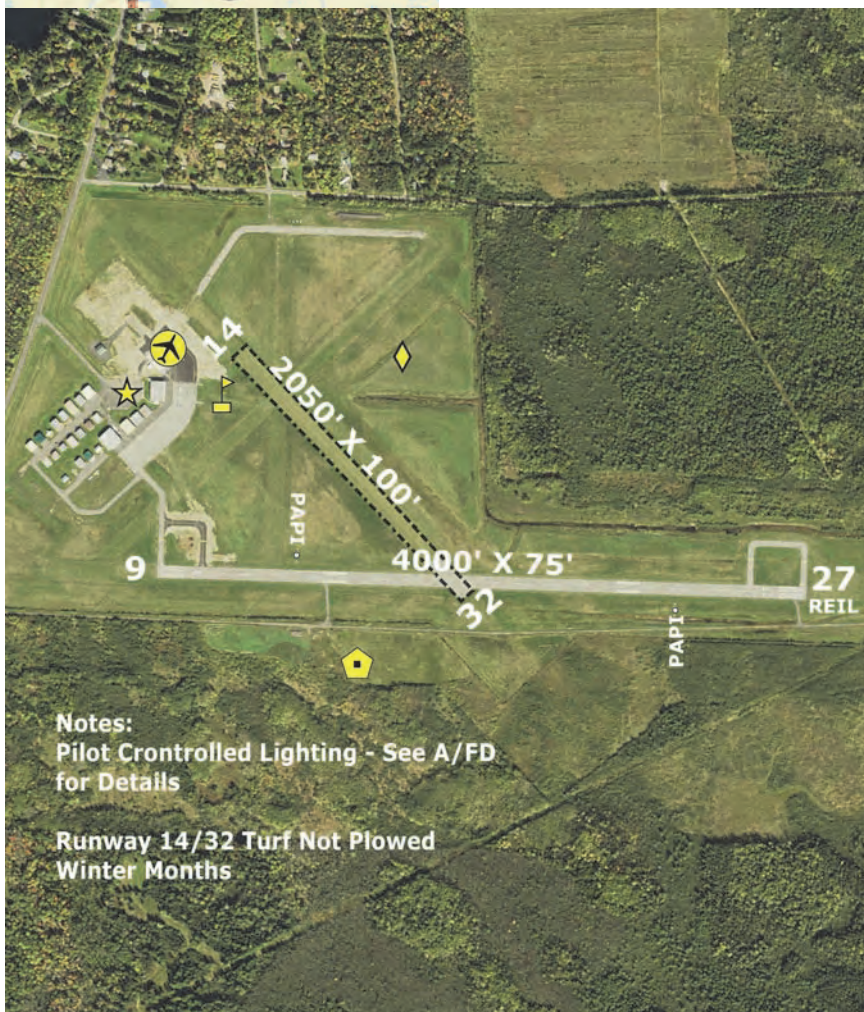 14
2050' X 100'
PAPI
9
4000' X 75'
27
REIL
32
PAPI
Notes:
Pilot Crontrolled Lighting - See A/FD
for Details
Runway 14/32 Turf Not Plowed
Winter Months